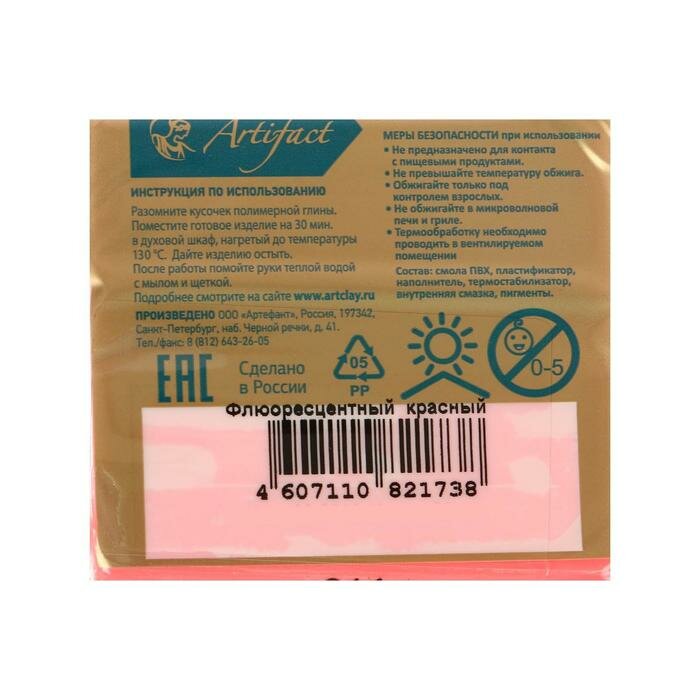 Artifact
ИНСТРУКЦИЯ ПО ИСПОЛЬЗОВАНИЮ
Разомните кусочек полимерной глины.
Поместите готовое изделие на 30 мин.
в духовой шкаф, нагретый до температуры
130 °С. Дайте изделию остыть.
После работы помойте руки теплой водой
с мылом и щеткой.
Подробнее смотрите на сайте www.artclay.ru
ПРОИЗВЕДЕНО ООО «Артефакт», Россия, 197342,
Санкт-Петербург, наб. Черной речки, д. 41.
Тел./факс: 8 (812) 643-26-05
МЕРЫ БЕЗОПАСНОСТИ при использовании
• Не предназначено для контакта
с пищевыми продуктами.
• Не превышайте температуру обжига.
• Обжигайте только под
контролем взрослых.
• Не обжигайте в микроволновой
печи и гриле.
• Термообработку необходимо
проводить в вентилируемом
помещении
Состав: смола ПВХ, пластификатор,
наполнитель, термостабилизатор,
внутренняя смазка, пигменты.
ЕАС
Сделано
в России
05
PP
0-5
Флюоресцентный красный
4 607110 821738